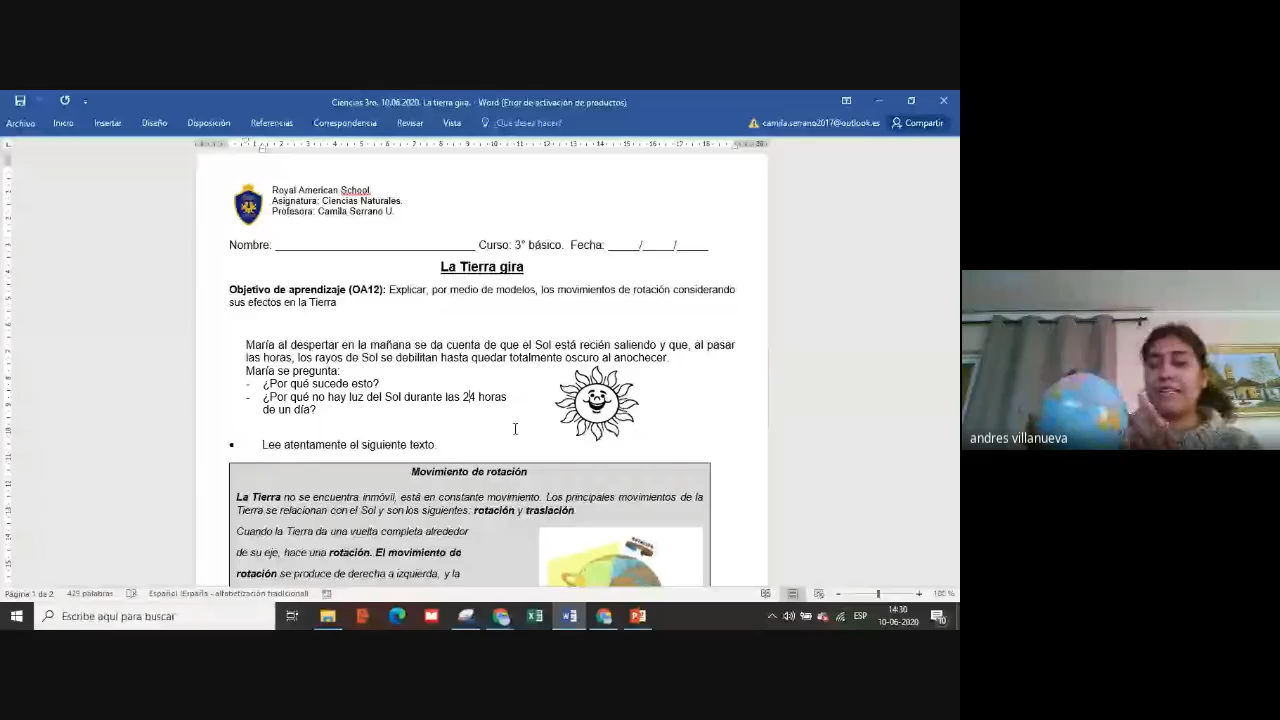 Ciencias 3ro. 10.06.2020. La tierra gira. - Word (Error de activación de productos)
Archivo Inicio Insertar Diseño Disposición Referencias Correspondencia Revisar Vista ¿Qué desea hacer? camila.serrano2017@outlook.es Compartir
Royal American School.
Asignatura: Ciencias Naturales.
Profesora: Camila Serrano U.
Nombre: ______________________________ Curso: 3° básico. Fecha: _____/_____/_____
La Tierra gira
Objetivo de aprendizaje (OA12): Explicar, por medio de modelos, los movimientos de rotación considerando
sus efectos en la Tierra
María al despertar en la mañana se da cuenta de que el Sol está recién saliendo y que, al pasar
las horas, los rayos de Sol se debilitan hasta quedar totalmente oscuro al anochecer.
María se pregunta:
- ¿Por qué sucede esto?
- ¿Por qué no hay luz del Sol durante las 24 horas
de un día?
• Lee atentamente el siguiente texto.
Movimiento de rotación
La Tierra no se encuentra inmóvil, está en constante movimiento. Los principales movimientos de la
Tierra se relacionan con el Sol y son los siguientes: rotación y traslación
Cuando la Tierra da una vuelta completa alrededor
de su eje, hace una rotación. El movimiento de
rotación se produce de derecha a izquierda, y la
ROTACIÓN
Página 1 de 2 429 palabras Español (España - alfabetización tradicional) 100 %
Escribe aquí para buscar
ESP
14:30
10-06-2020
andres villanueva